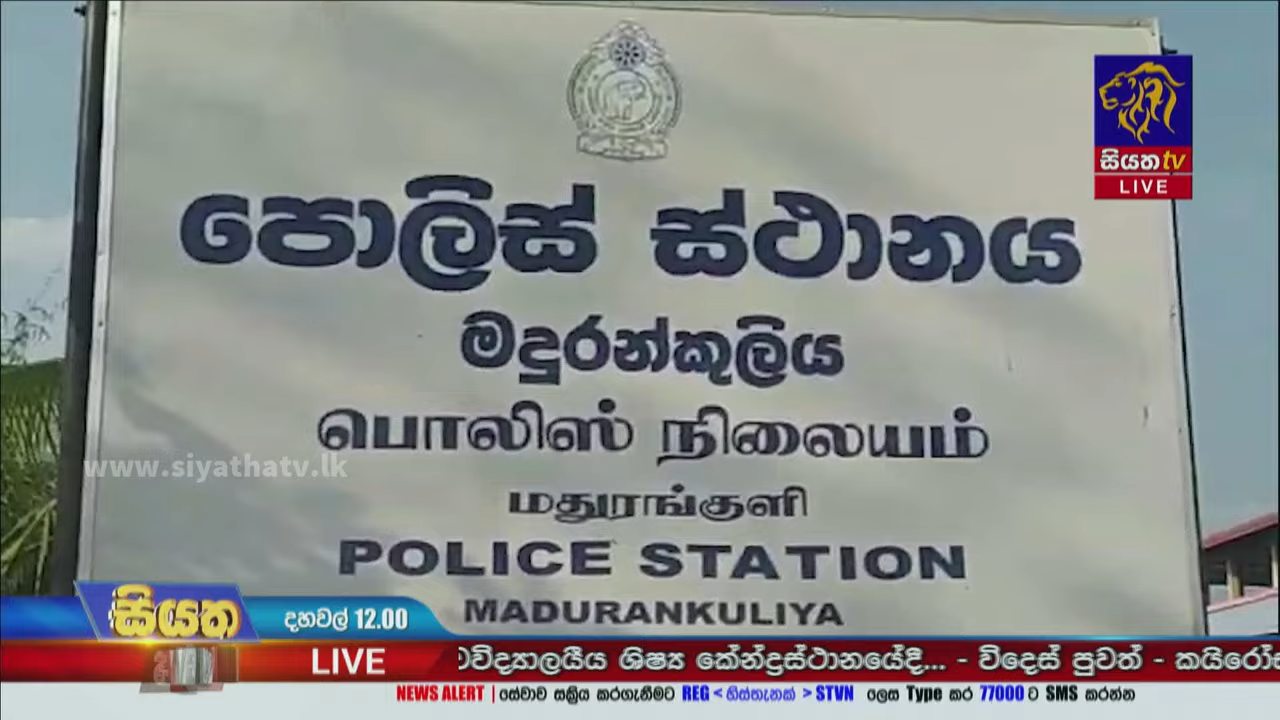 සියත tv
LIVE
පොලිස් ස්ථානය
මදුරන්කුලිය
பொலிஸ் நிலையம்
www.siyathatv.lk
மதுரங்குளி
POLICE STATION
MADURANKULIYA
සියත
දහවල් 12.00
LIVE
ශිෂ්‍ය කේන්ද්‍රස්ථානයේදී... - විදෙස් පුවත් -
NEWS ALERT | සේවාව සක්‍රිය කරගැනීමට REG < හිස්තැනක් > STVN ලෙස Type කර 77000 ට SMS කරන්න